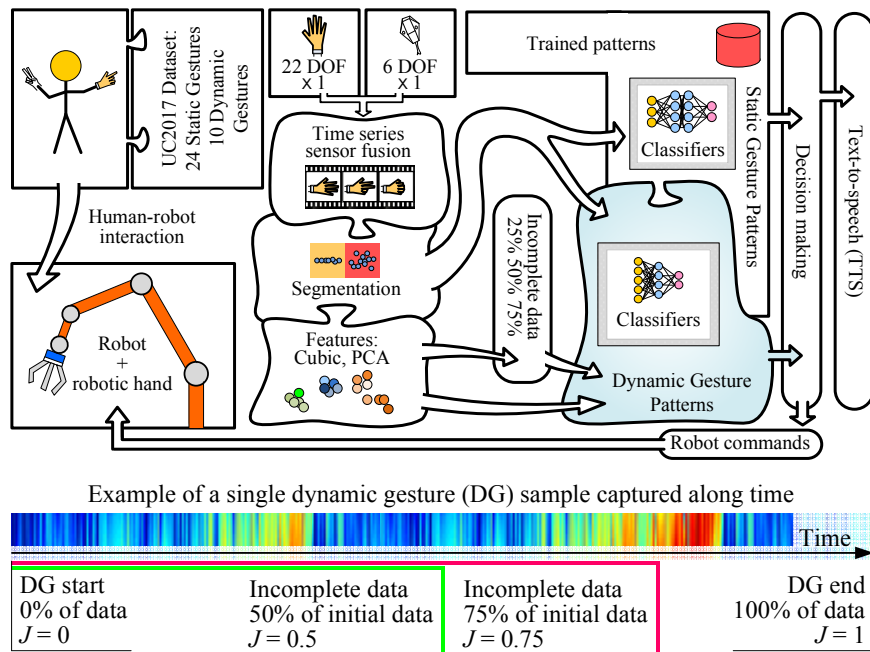 UC2017 Dataset:
24 Static Gestures
10 Dynamic
Gestures
22 DOF
x 1
6 DOF
x 1
Trained patterns
Time series
sensor fusion
Classifiers
Static Gesture Patterns
Decision making
Text-to-speech (TTS)
Human-robot
interaction
Incomplete data
25% 50% 75%
Segmentation
Classifiers
Robot
+
robotic hand
Features:
Cubic, PCA
Dynamic Gesture
Patterns
Robot commands
Example of a single dynamic gesture (DG) sample captured along time
Time
DG start
0% of data
J = 0
Incomplete data
50% of initial data
J = 0.5
Incomplete data
75% of initial data
J = 0.75
DG end
100% of data
J = 1